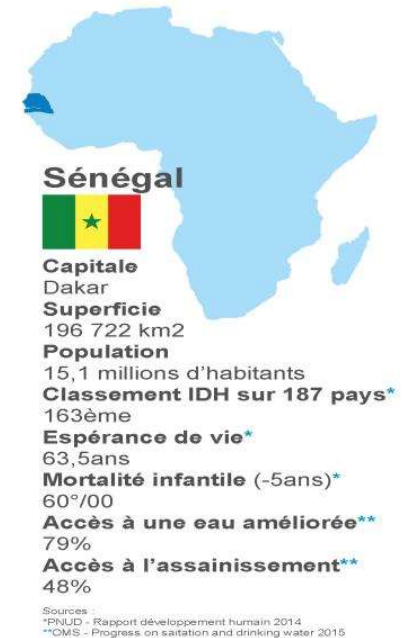 Sénégal
Capitale
Dakar
Superficie
196 722 km2
Population
15,1 millions d'habitants
Classement IDH sur 187 pays*
163ème
Espérance de vie*
63,5ans
Mortalité infantile (-5ans)*
60°/00
Accès à une eau améliorée**
79%
Accès à l'assainissement**
48%
Sources :
*PNUD - Rapport développement humain 2014
**OMS - Progress on saitation and drinking water 2015